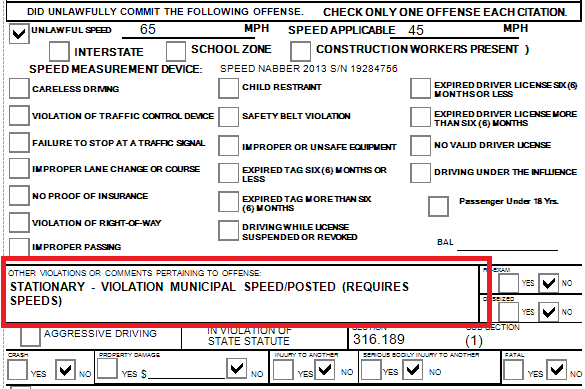 DID UNLAWFULLY COMMIT THE FOLLOWING OFFENSE. CHECK ONLY ONE OFFENSE EACH CITATION.
UNLAWFUL SPEED 65 MPH SPEED APPLICABLE 45 MPH
INTERSTATE SCHOOL ZONE CONSTRUCTION WORKERS PRESENT )
SPEED MEASUREMENT DEVICE: SPEED NABBER 2013 S/N 19284756
CARELESS DRIVING
VIOLATION OF TRAFFIC CONTROL DEVICE
FAILURE TO STOP AT A TRAFFIC SIGNAL
IMPROPER LANE CHANGE OR COURSE
NO PROOF OF INSURANCE
VIOLATION OF RIGHT-OF-WAY
IMPROPER PASSING
CHILD RESTRAINT
SAFETY BELT VIOLATION
IMPROPER OR UNSAFE EQUIPMENT
EXPIRED TAG SIX (6) MONTHS OR
LESS
EXPIRED TAG MORE THAN SIX
(6) MONTHS
DRIVING WHILE LICENSE
SUSPENDED OR REVOKED
EXPIRED DRIVER LICENSE SIX (6)
MONTHS OR LESS
EXPIRED DRIVER LICENSE MORE
THAN SIX (6) MONTHS
NO VALID DRIVER LICENSE
DRIVING UNDER THE INFLUENCE
Passenger Under 18 Yrs.
BAL
OTHER VIOLATIONS OR COMMENTS PERTAINING TO OFFENSE:
STATIONARY - VIOLATION MUNICIPAL SPEED/POSTED (REQUIRES
SPEEDS)
YES NO
YES NO
AGGRESSIVE DRIVING
IN VIOLATION OF
STATE STATUTE
SECTION
316.189
SUB SECTION
(1)
CRASH
YES NO
PROPERTY DAMAGE
YES $ NO
INJURY TO ANOTHER
YES NO
SERIOUS BODILY INJURY TO ANOTHER
YES NO
FATAL
YES NO